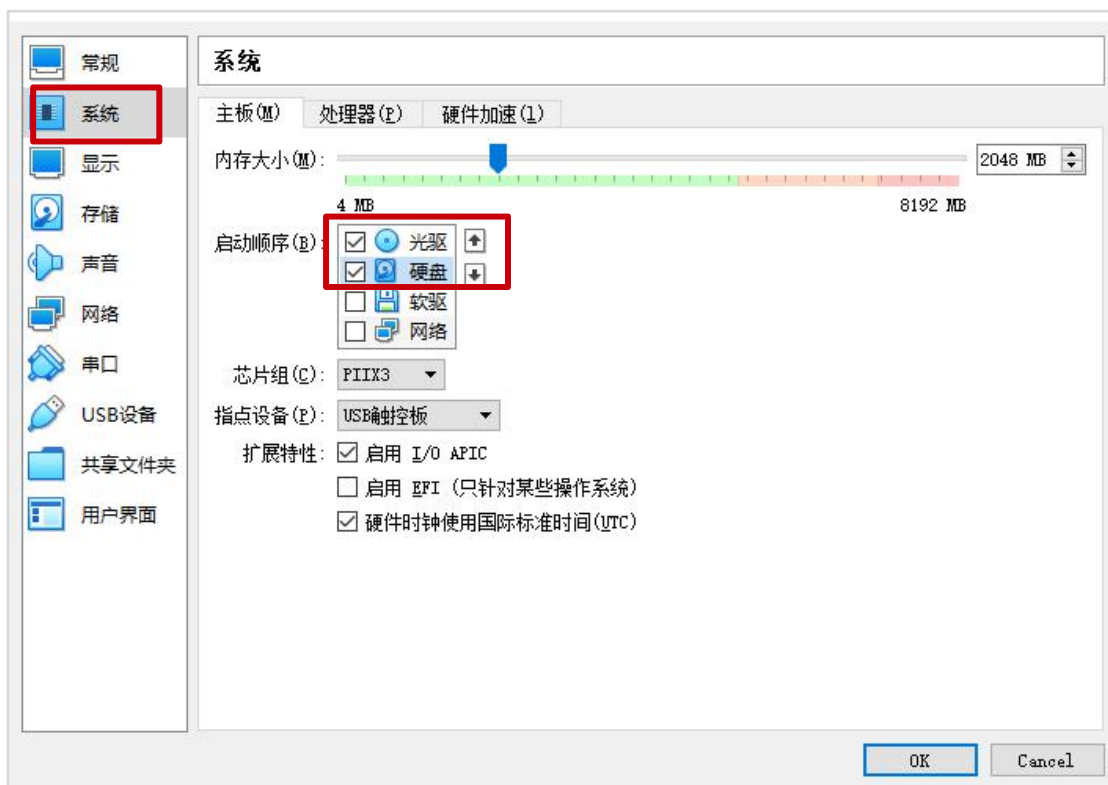 常规
系统
显示
存储
声音
网络
串口
USB设备
共享文件夹
用户界面
系统
主板(M) 处理器(P) 硬件加速(l)
内存大小(M): 2048 MB
4 MB 8192 MB
启动顺序(B): 光驱
硬盘
软驱
网络
芯片组(C): PIIX3
指点设备(P): USB触控板
扩展特性: 启用 I/O APIC
启用 EFI (只针对某些操作系统)
硬件时钟使用国际标准时间(UTC)
OK Cancel